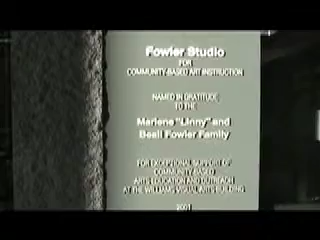 Fowler Studio
FOR
COMMUNITY-BASED ART INSTRUCTION
NAMED IN GRATITUDE
TO THE
Marlene "Linny" and
Beall Fowler Family
FOR EXCEPTIONAL SUPPORT OF
COMMUNITY-BASED
ARTS EDUCATION AND OUTREACH
AT THE WILLIAMS VISUAL ARTS BUILDING
2001